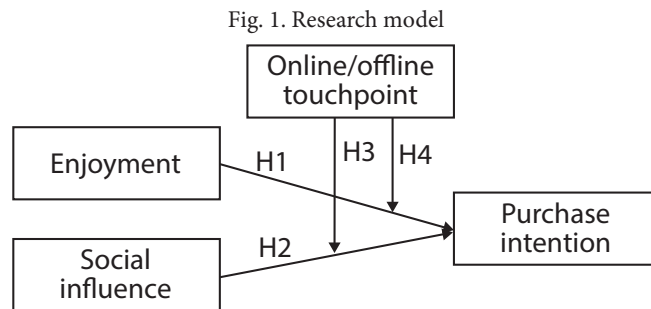 Fig. 1. Research model
Online/offline
touchpoint
Enjoyment
H1
H3
H4
Purchase
intention
Social
influence
H2